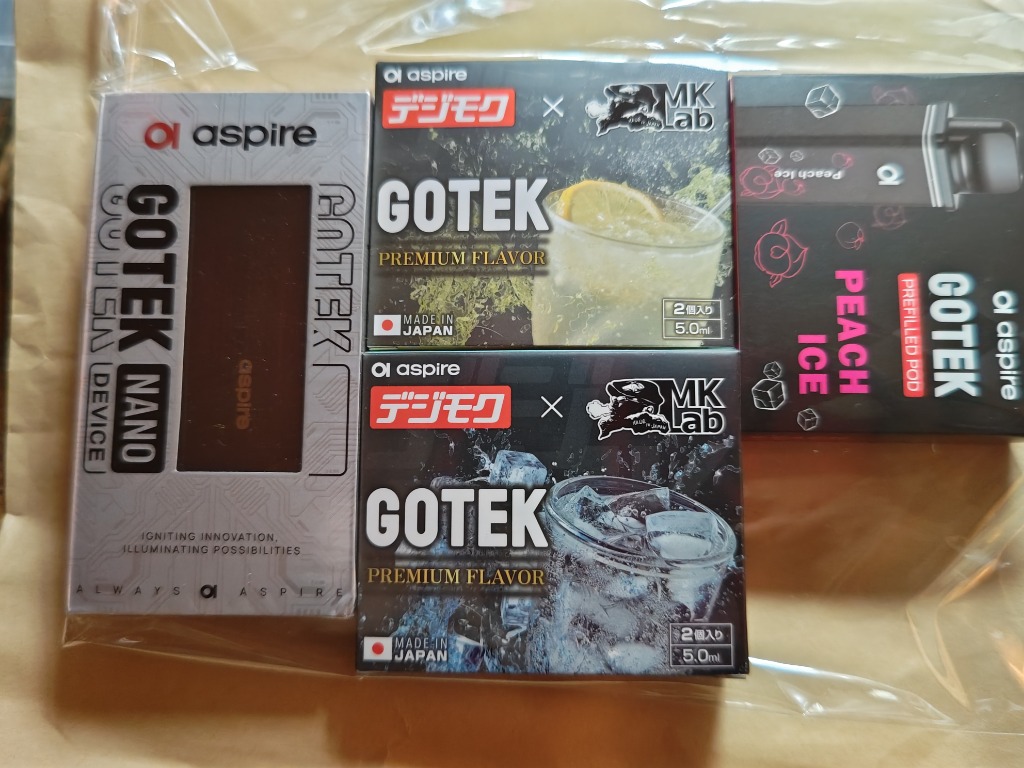 aspire
GOTEK
NANO
DEVICE
GOTEK
aspire
IGNITING INNOVATION,
ILLUMINATING POSSIBILITIES
ALWAYS ASPIRE
aspire
デジモク × MK Lab
GOTEK
PREMIUM FLAVOR
MADE IN
JAPAN
2個入り
5.0ml
aspire
デジモク × MK Lab
MADE IN JAPAN
GOTEK
PREMIUM FLAVOR
MADE IN
JAPAN
2個入り
5.0ml
aspire
GOTEK
PREFILLED POD
PEACH
ICE
Peach Ice